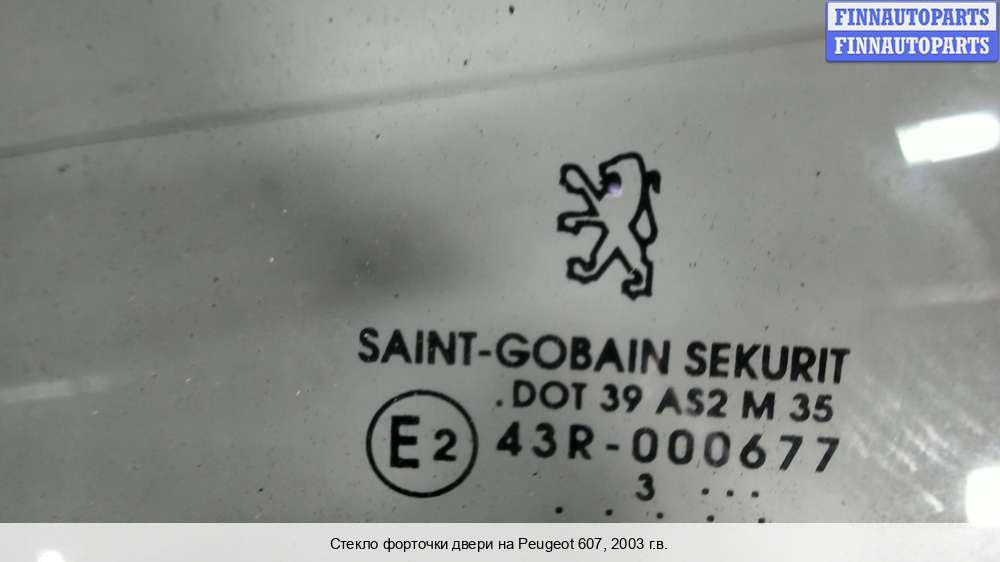 FINNAUTOPARTS
FINNAUTOPARTS
SAINT-GOBAIN SEKURIT
.DOT 39 AS2 M 35
E2 43R-000677
3 ...
. . . . .
Стекло форточки двери на Peugeot 607, 2003 г.в.